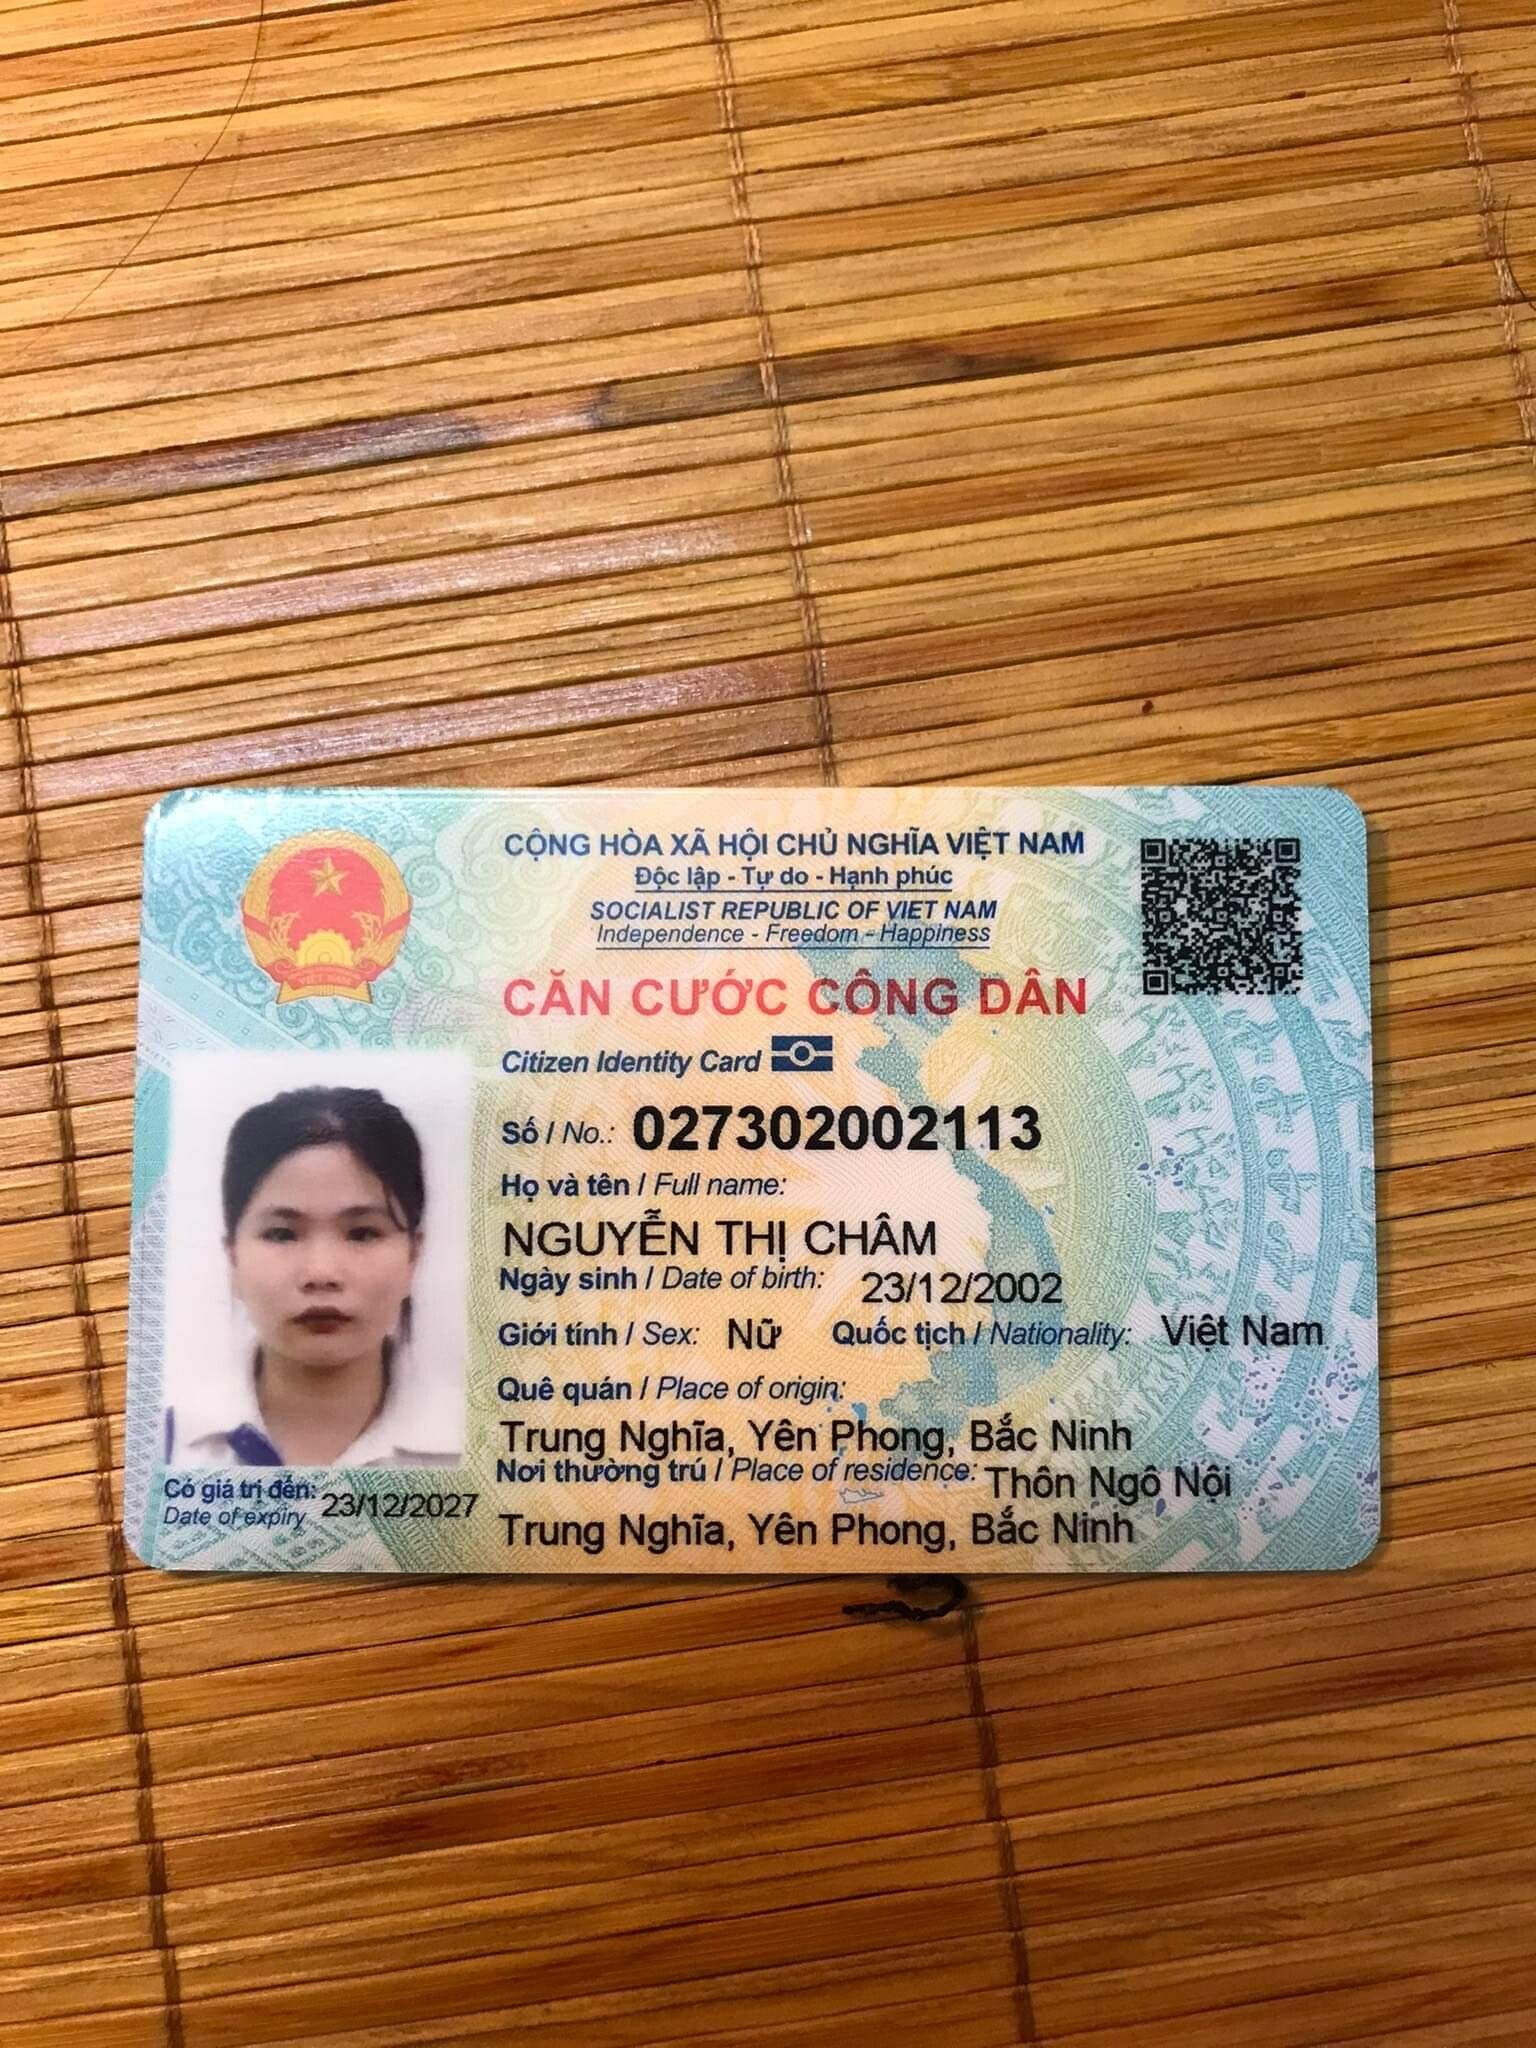 CỘNG HÒA XÃ HỘI CHỦ NGHĨA VIỆT NAM
Độc lập - Tự do - Hạnh phúc
SOCIALIST REPUBLIC OF VIET NAM
Independence - Freedom - Happiness
CĂN CƯỚC CÔNG DÂN
Citizen Identity Card
Số / No.: 027302002113
Họ và tên / Full name:
NGUYỄN THỊ CHÂM
Ngày sinh / Date of birth: 23/12/2002
Giới tính / Sex: Nữ Quốc tịch / Nationality: Việt Nam
Quê quán / Place of origin:
Trung Nghĩa, Yên Phong, Bắc Ninh
Nơi thường trú / Place of residence: Thôn Ngô Nội
Trung Nghĩa, Yên Phong, Bắc Ninh
Có giá trị đến: 23/12/2027
Date of expiry